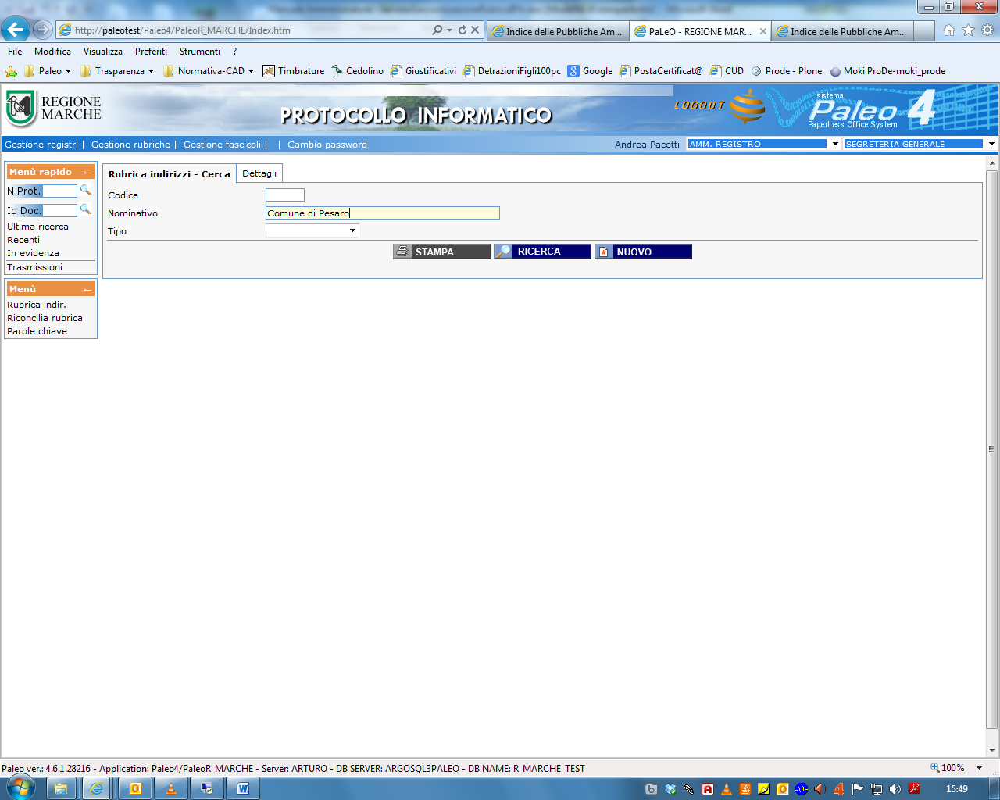 http://paleotest/Paleo4/PaleoR_MARCHE/Index.htm
Indice delle Pubbliche Am...
PaLeO - REGIONE MAR...
Indice delle Pubbliche Am...
File Modifica Visualizza Preferiti Strumenti ?
Paleo Trasparenza Normativa-CAD Timbrature Cedolino Giustificativi DetrazioniFigli100pc Google PostaCertificat@ CUD Prode - Plone Moki ProDe-moki_prode
REGIONE
MARCHE
PROTOCOLLO INFORMATICO
LOGOUT
sistema
Paleo 4
PaperLess Office System
Gestione registri | Gestione rubriche | Gestione fascicoli | | Cambio password
Andrea Pacetti AMM. REGISTRO SEGRETERIA GENERALE
Menù rapido ←
N.Prot.
Id Doc.
Ultima ricerca
Recenti
In evidenza
Trasmissioni
Menù ←
Rubrica indir.
Riconcilia rubrica
Parole chiave
Rubrica indirizzi - Cerca Dettagli
Codice
Nominativo Comune di Pesaro
Tipo
STAMPA RICERCA NUOVO
Paleo ver.: 4.6.1.28216 - Application: Paleo4/PaleoR_MARCHE - Server: ARTURO - DB SERVER: ARGOSQL3PALEO - DB NAME: R_MARCHE_TEST
100%
15:49